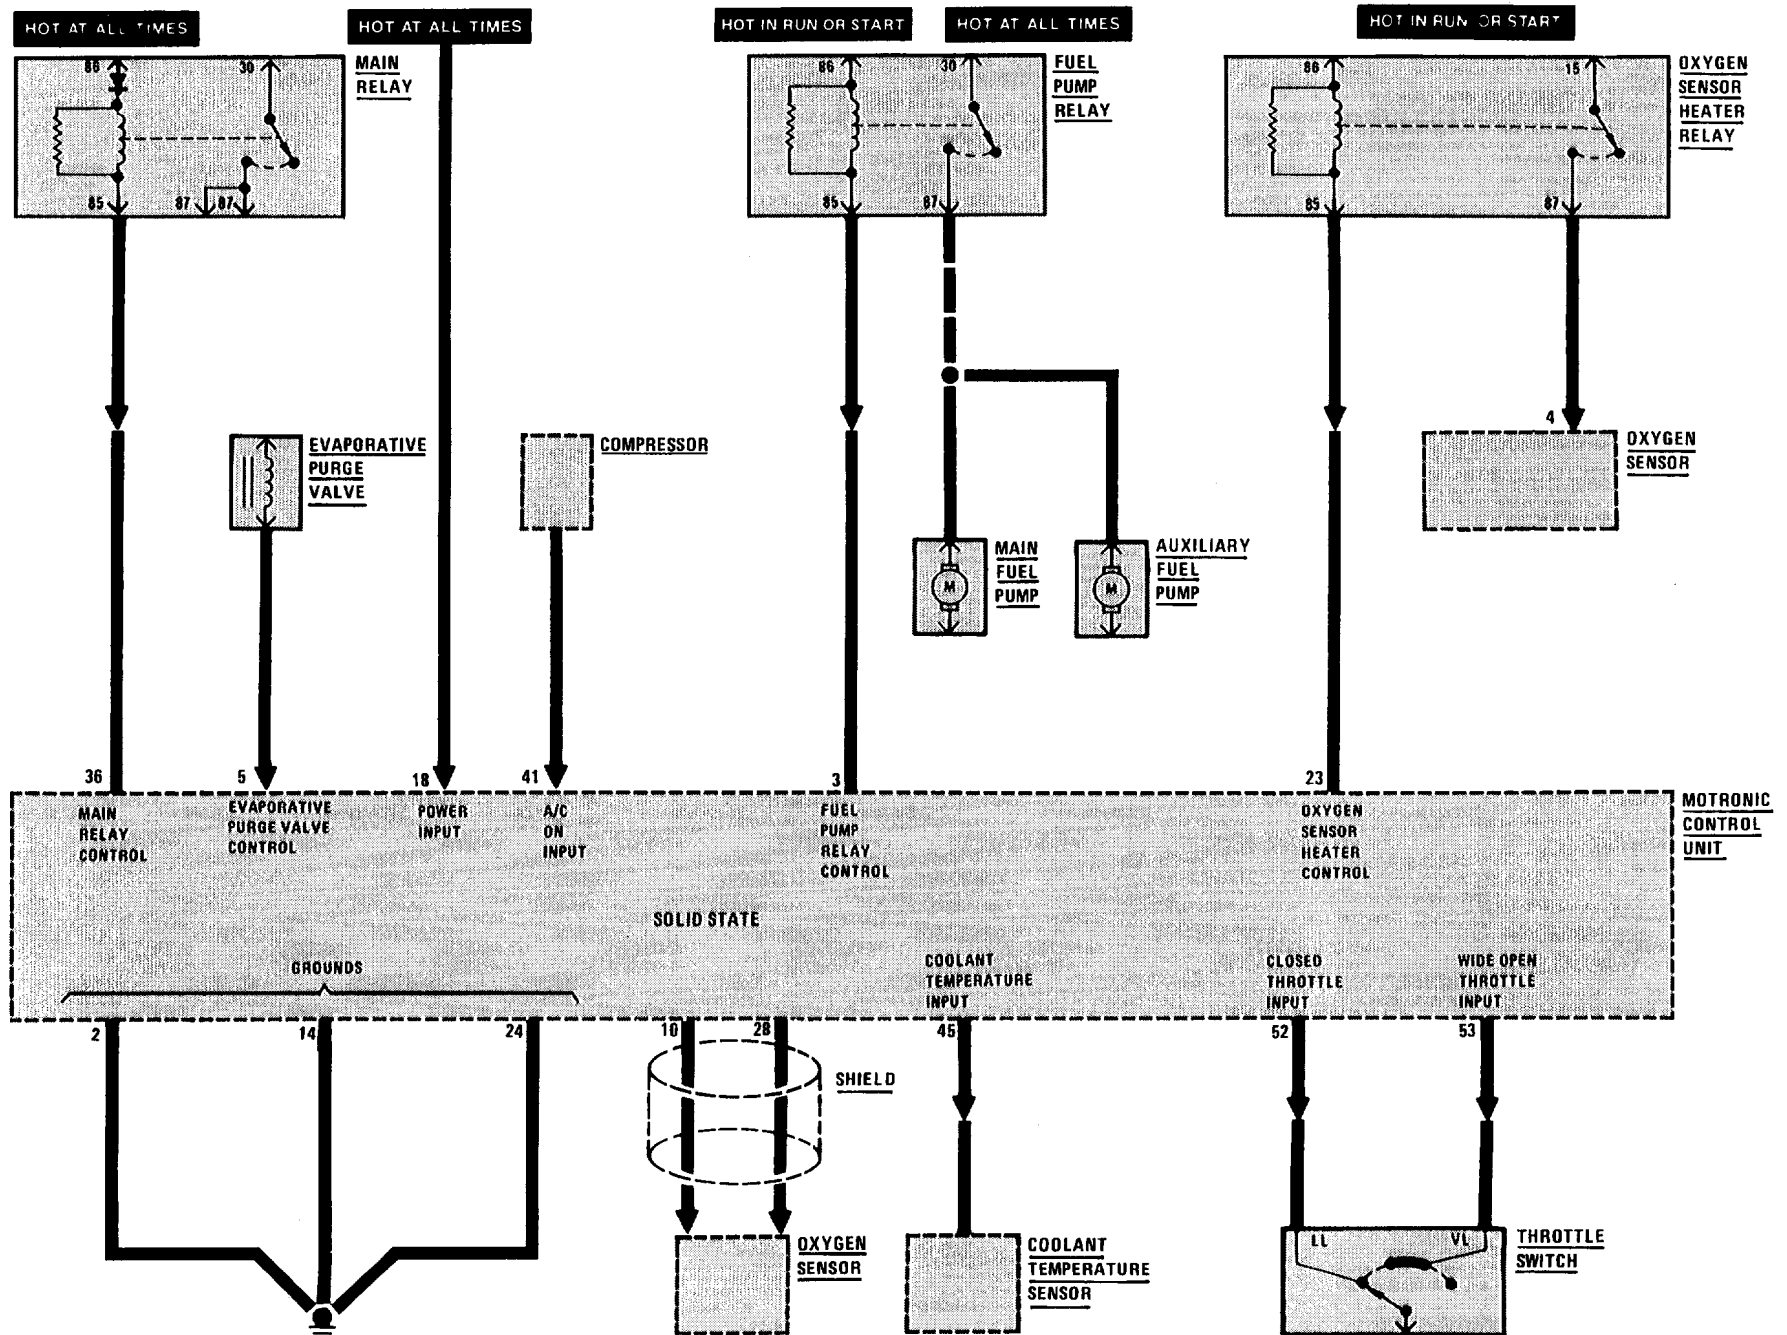 HOT AT ALL TIMES
HOT AT ALL TIMES
HOT IN RUN OR START
HOT AT ALL TIMES
HOT IN RUN OR START
86
30
MAIN
RELAY
85
87
87
86
30
FUEL
PUMP
RELAY
85
87
86
15
OXYGEN
SENSOR
HEATER
RELAY
85
87
EVAPORATIVE
PURGE
VALVE
COMPRESSOR
4
OXYGEN
SENSOR
MAIN
FUEL
PUMP
M
AUXILIARY
FUEL
PUMP
M
36
5
18
41
3
23
MAIN
RELAY
CONTROL
EVAPORATIVE
PURGE VALVE
CONTROL
POWER
INPUT
A/C
ON
INPUT
FUEL
PUMP
RELAY
CONTROL
OXYGEN
SENSOR
HEATER
CONTROL
MOTRONIC
CONTROL
UNIT
SOLID STATE
GROUNDS
COOLANT
TEMPERATURE
INPUT
CLOSED
THROTTLE
INPUT
WIDE OPEN
THROTTLE
INPUT
2
14
24
10
28
45
52
53
SHIELD
OXYGEN
SENSOR
COOLANT
TEMPERATURE
SENSOR
LL
VL
THROTTLE
SWITCH